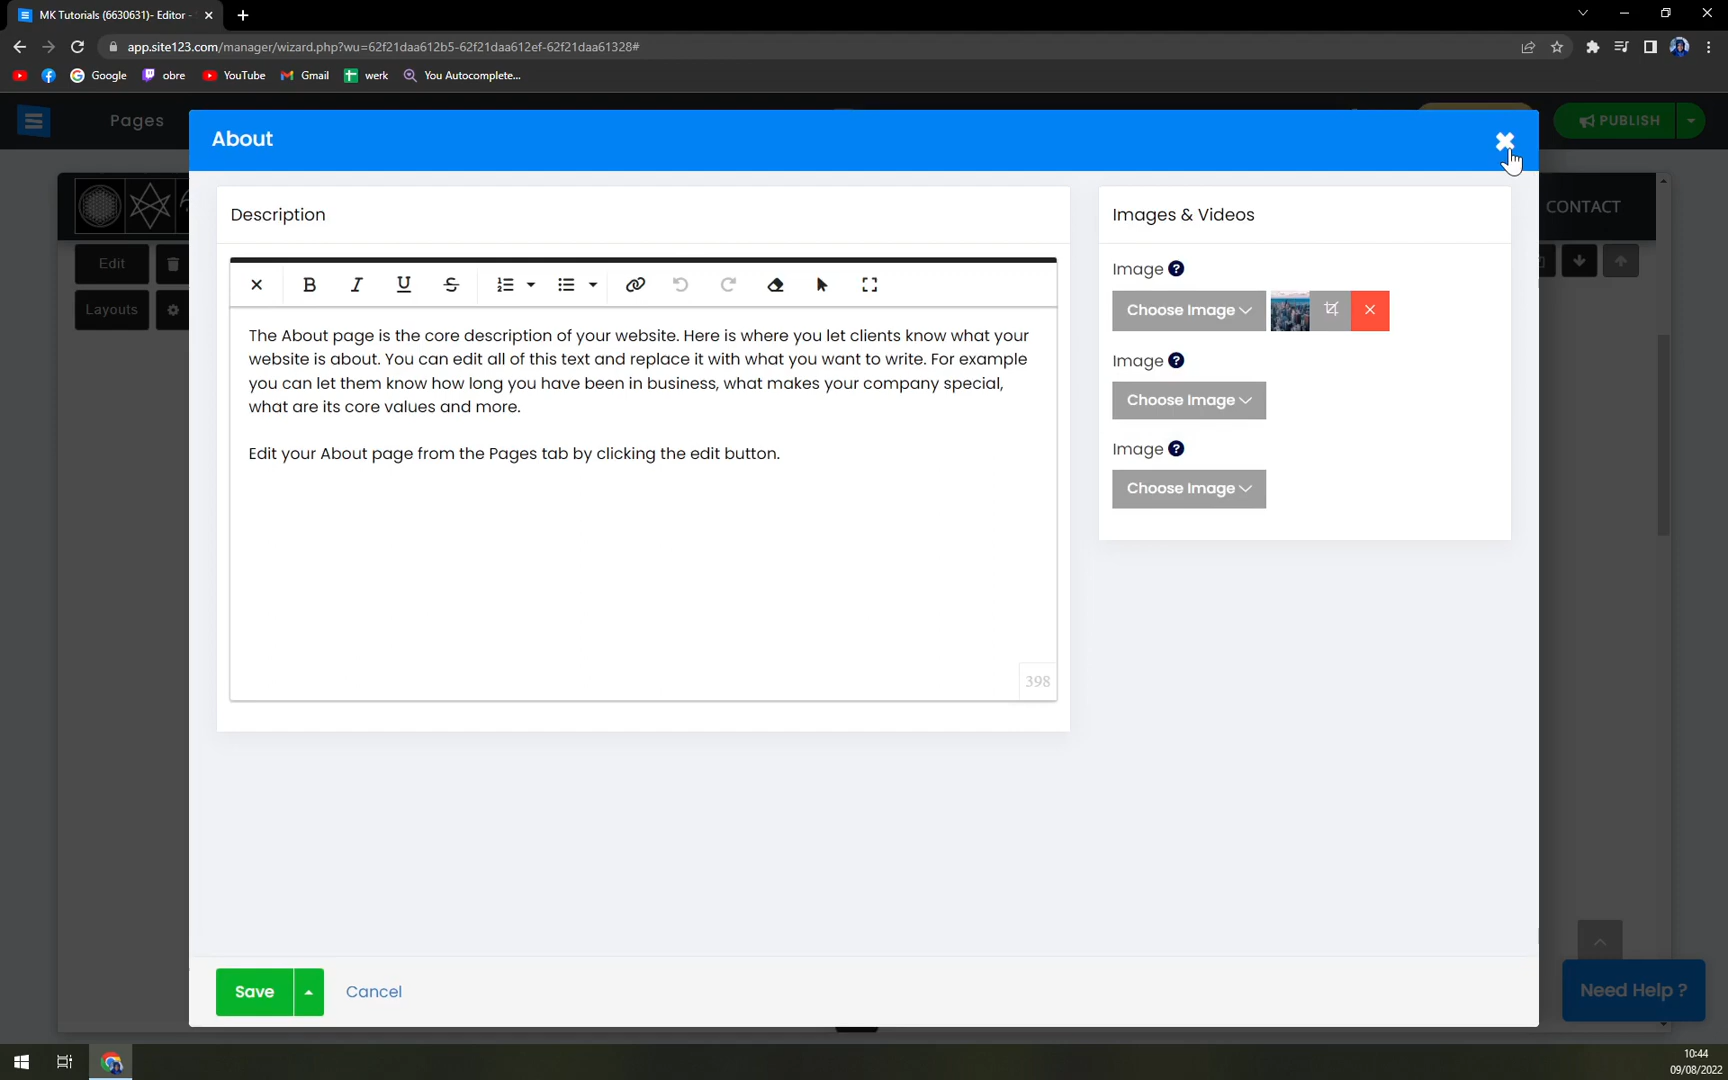 MK Tutorials (6630631)- Editor -
app.site123.com/manager/wizard.php?wu=62f21daa612b5-62f21daa612ef-62f21daa61328#
Google
obre
YouTube
Gmail
werk
You Autocomplete...
Pages
PUBLISH
About
CONTACT
Edit
Layouts
Description
The About page is the core description of your website. Here is where you let clients know what your
website is about. You can edit all of this text and replace it with what you want to write. For example
you can let them know how long you have been in business, what makes your company special,
what are its core values and more.
Edit your About page from the Pages tab by clicking the edit button.
398
Images & Videos
Image
Choose Image
Image
Choose Image
Image
Choose Image
Save
Cancel
Need Help ?
10:44
09/08/2022